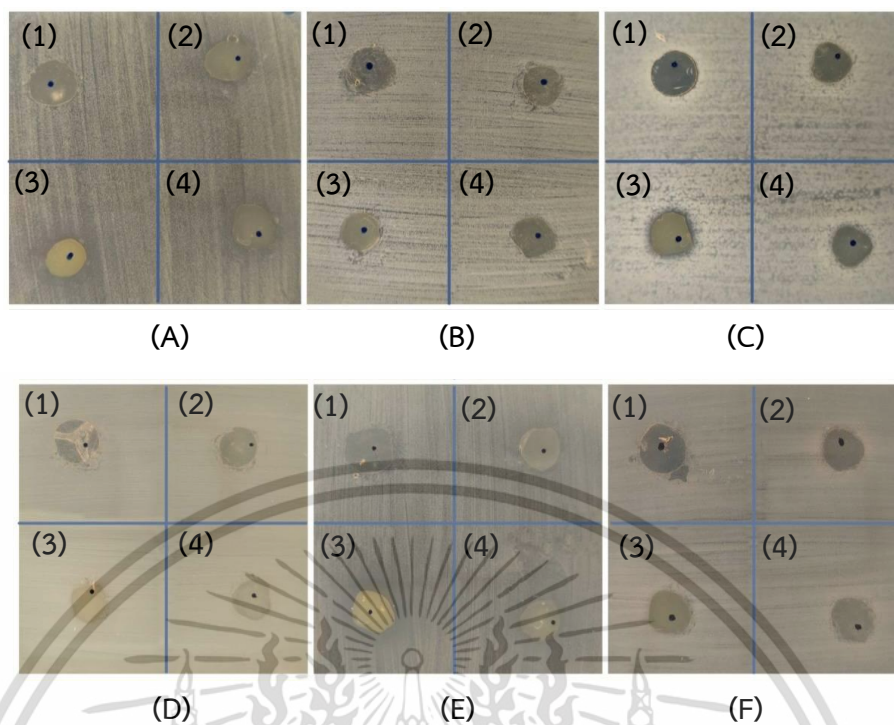 (1) (2) (1) (2) (1) (2)
(3) (4) (3) (4) (3) (4)
(A) (B) (C)
(1) (2) (1) (2) (1) (2)
(3) (4) (3) (4) (3) (4)
(D) (E) (F)